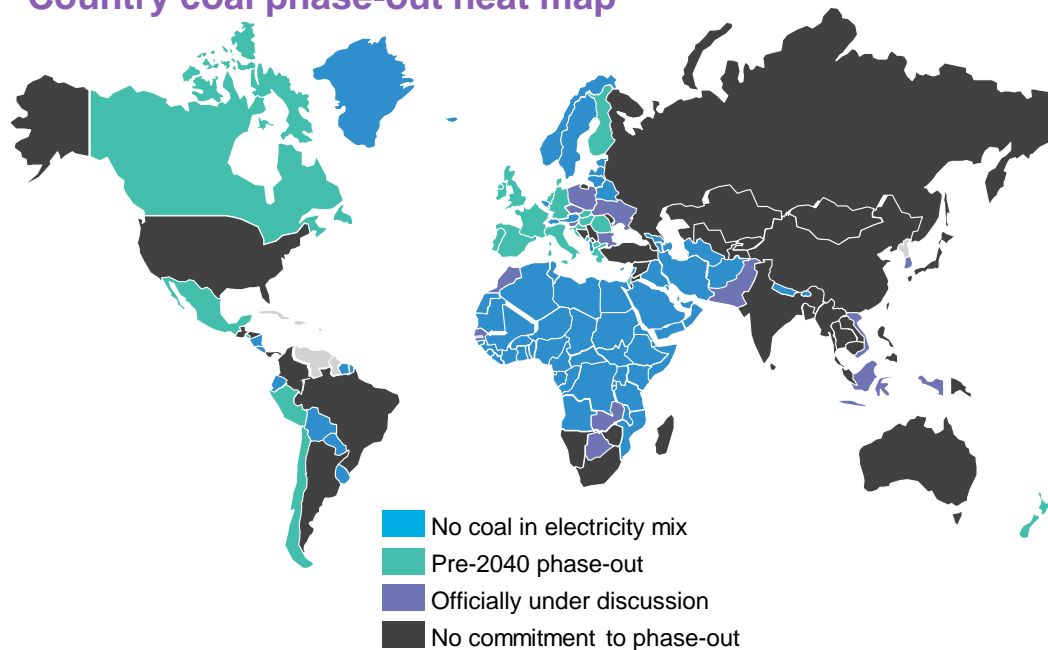 Country coal phase-out heat map
No coal in electricity mix
Pre-2040 phase-out
Officially under discussion
No commitment to phase-out